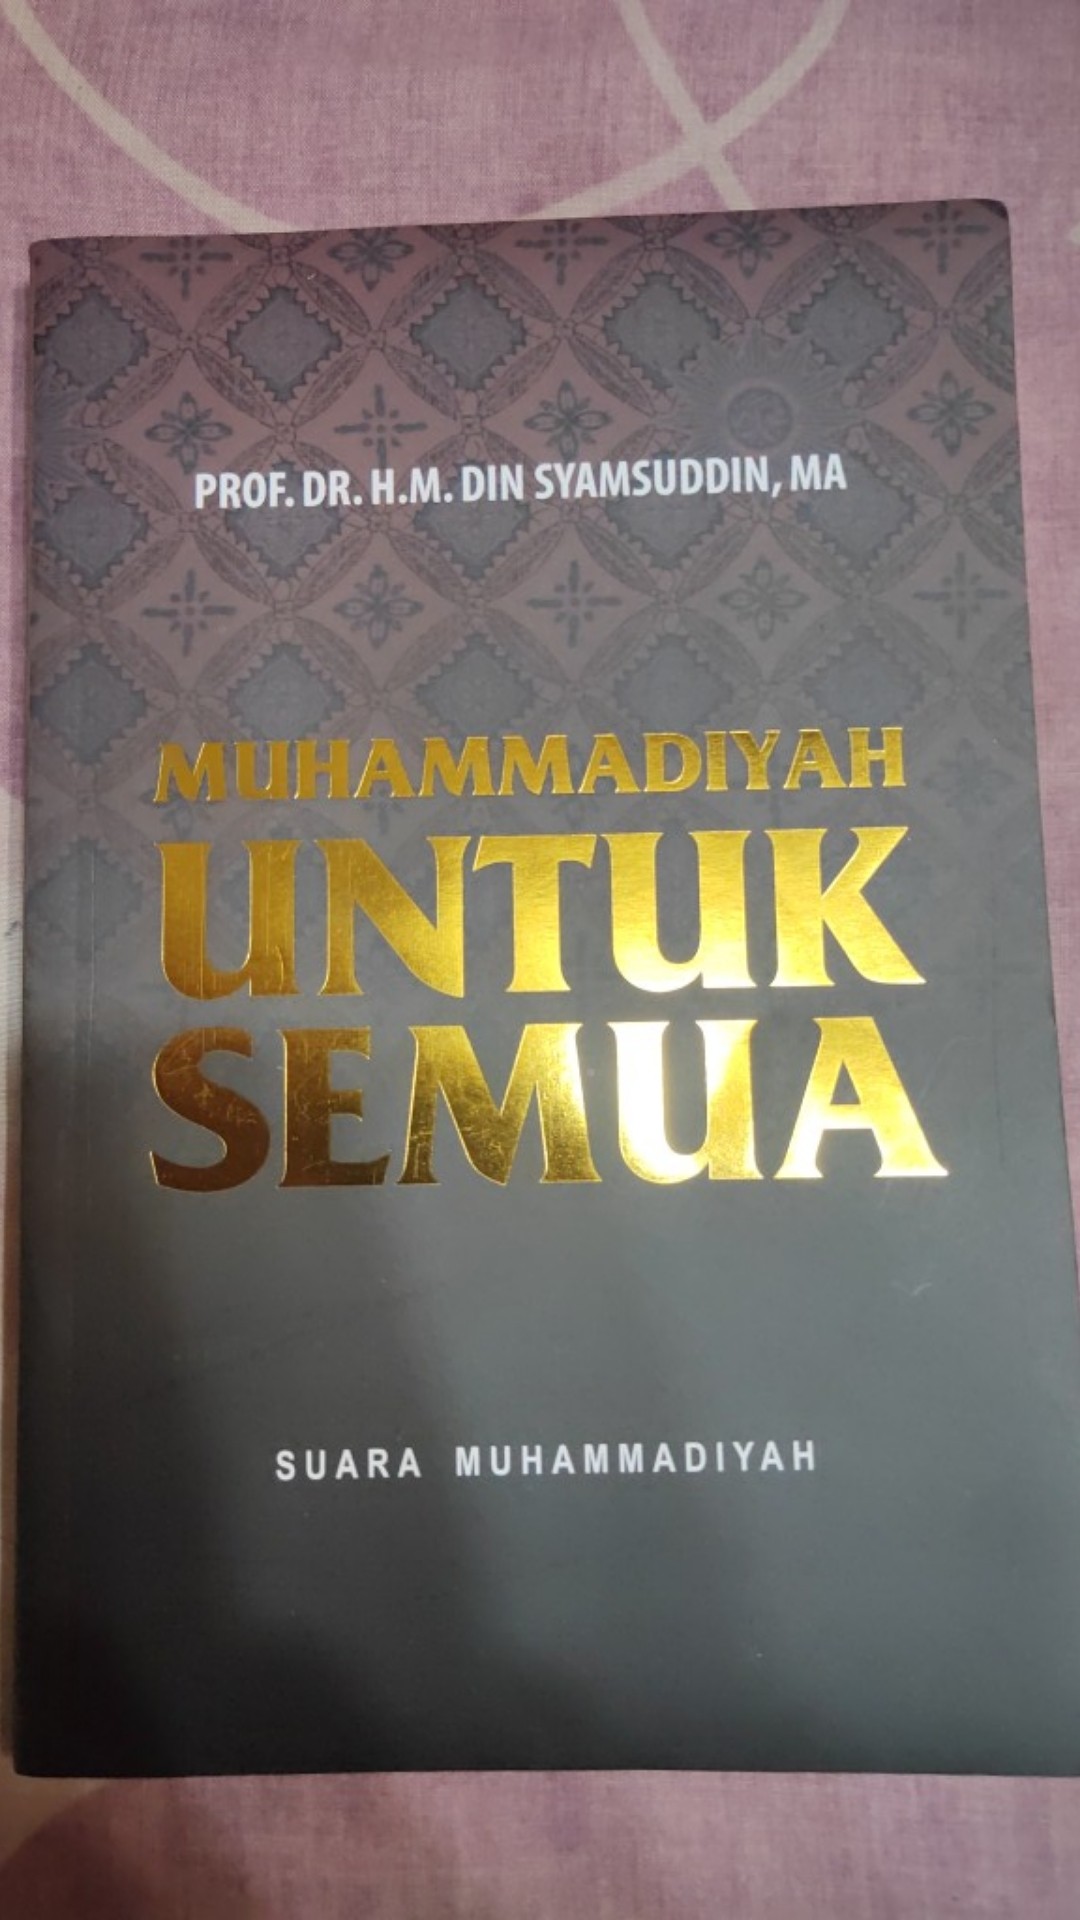 PROF. DR. H.M. DIN SYAMSUDDIN, MA
MUHAMMADIYAH
UNTUK
SEMUA
SUARA MUHAMMADIYAH